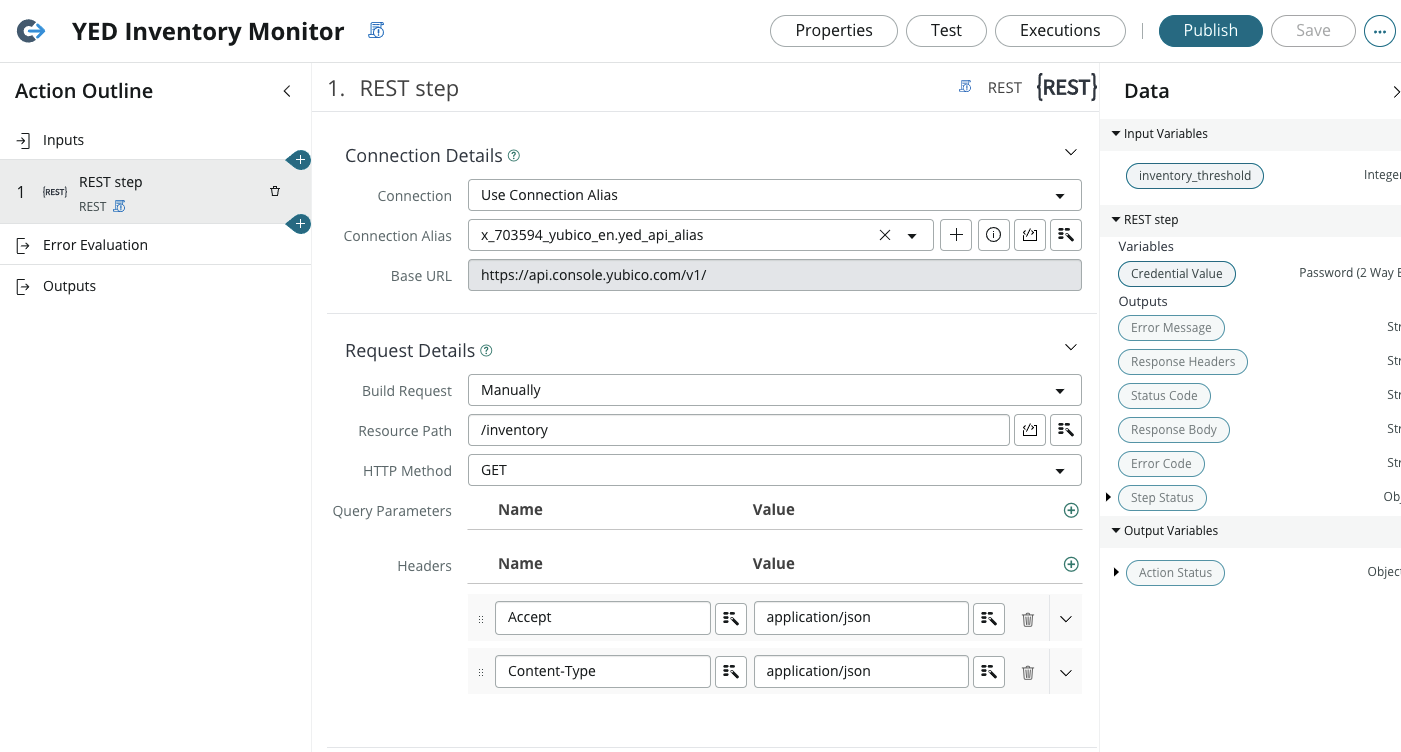 YED Inventory Monitor
Properties
Test
Executions
Publish
Save
Action Outline
Inputs
1
{REST}
REST step
REST
Error Evaluation
Outputs
1. REST step
REST
{REST}
Connection Details
Connection
Use Connection Alias
Connection Alias
x_703594_yubico_en.yed_api_alias
Base URL
https://api.console.yubico.com/v1/
Request Details
Build Request
Manually
Resource Path
/inventory
HTTP Method
GET
Query Parameters
Name
Value
Headers
Name
Value
Accept
application/json
Content-Type
application/json
Data
Input Variables
inventory_threshold
Integer
REST step
Variables
Credential Value
Password (2 Way E
Outputs
Error Message
Str
Response Headers
Str
Status Code
Str
Response Body
Str
Error Code
Str
Step Status
Obj
Output Variables
Action Status
Object